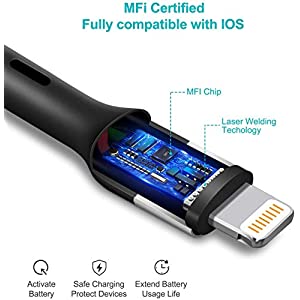 MFi Certified
Fully compatible with IOS
MFI Chip
Laser Welding
Techology
Activate
Battery
Safe Charging
Protect Devices
Extend Battery
Usage Life